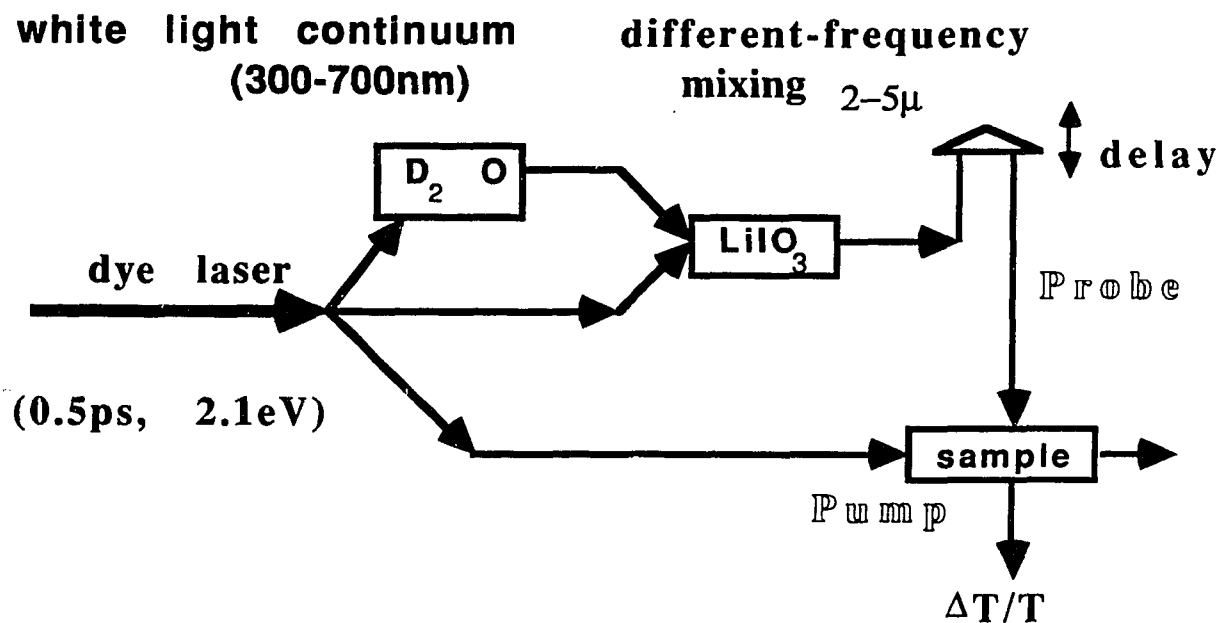 white light continuum
(300-700nm)
different-frequency
mixing 2–5μ
delay
D2 O
LiIO3
dye laser
Probe
(0.5ps, 2.1eV)
sample
Pump
ΔT/T